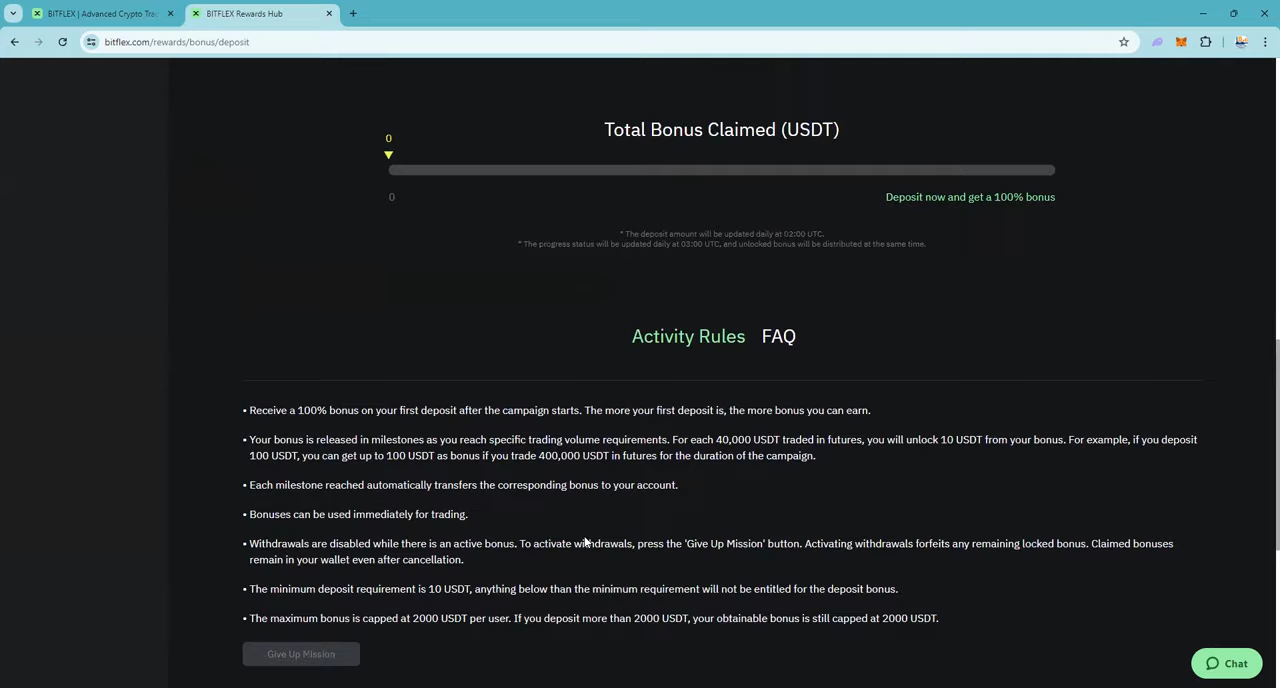 BITFLEX | Advanced Crypto Tra
BITFLEX Rewards Hub
bitflex.com/rewards/bonus/deposit
Total Bonus Claimed (USDT)
0
0
Deposit now and get a 100% bonus
* The deposit amount will be updated daily at 02:00 UTC.
* The progress status will be updated daily at 03:00 UTC, and unlocked bonus will be distributed at the same time.
Activity Rules FAQ
• Receive a 100% bonus on your first deposit after the campaign starts. The more your first deposit is, the more bonus you can earn.
• Your bonus is released in milestones as you reach specific trading volume requirements. For each 40,000 USDT traded in futures, you will unlock 10 USDT from your bonus. For example, if you deposit
100 USDT, you can get up to 100 USDT as bonus if you trade 400,000 USDT in futures for the duration of the campaign.
• Each milestone reached automatically transfers the corresponding bonus to your account.
• Bonuses can be used immediately for trading.
• Withdrawals are disabled while there is an active bonus. To activate withdrawals, press the 'Give Up Mission' button. Activating withdrawals forfeits any remaining locked bonus. Claimed bonuses
remain in your wallet even after cancellation.
• The minimum deposit requirement is 10 USDT, anything below than the minimum requirement will not be entitled for the deposit bonus.
• The maximum bonus is capped at 2000 USDT per user. If you deposit more than 2000 USDT, your obtainable bonus is still capped at 2000 USDT.
Give Up Mission
Chat